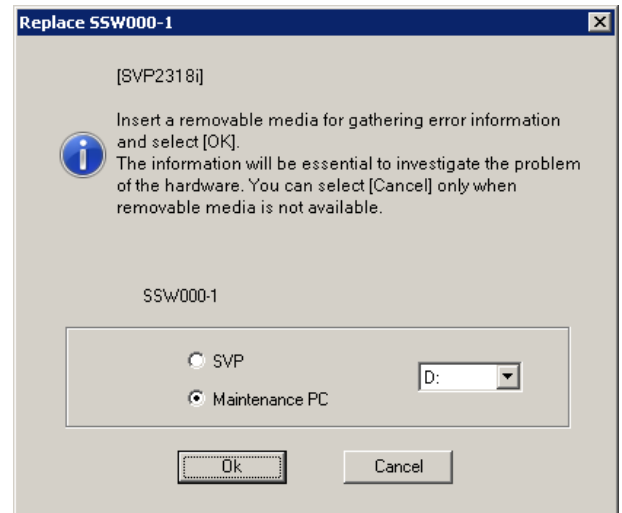 Replace SSW000-1
[SVP2318i]
Insert a removable media for gathering error information
and select [OK].
The information will be essential to investigate the problem
of the hardware. You can select [Cancel] only when
removable media is not available.
SSW000-1
SVP
D:
Maintenance PC
Ok
Cancel